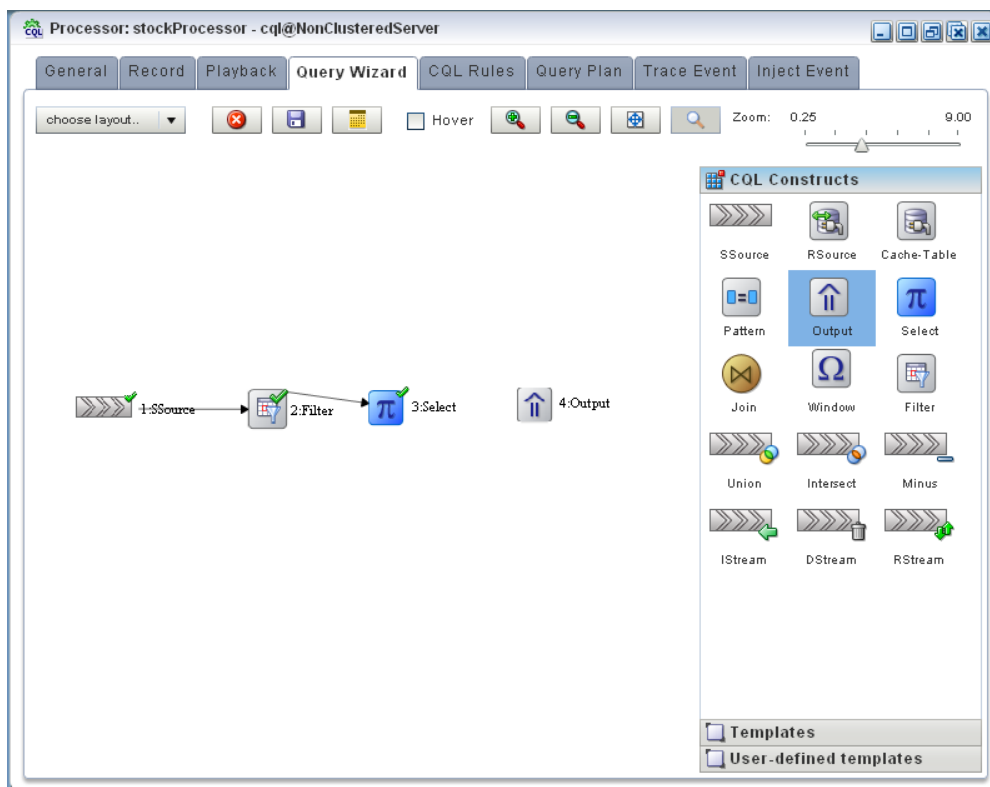 CQL Processor: stockProcessor - cql@NonClusteredServer
General Record Playback Query Wizard CQL Rules Query Plan Trace Event Inject Event
choose layout.. Hover Zoom: 0.25 9.00
CQL Constructs
SSource RSource Cache-Table
Pattern Output Select
Join Window Filter
Union Intersect Minus
IStream DStream RStream
1:SSource 2:Filter 3:Select 4:Output
Templates
User-defined templates